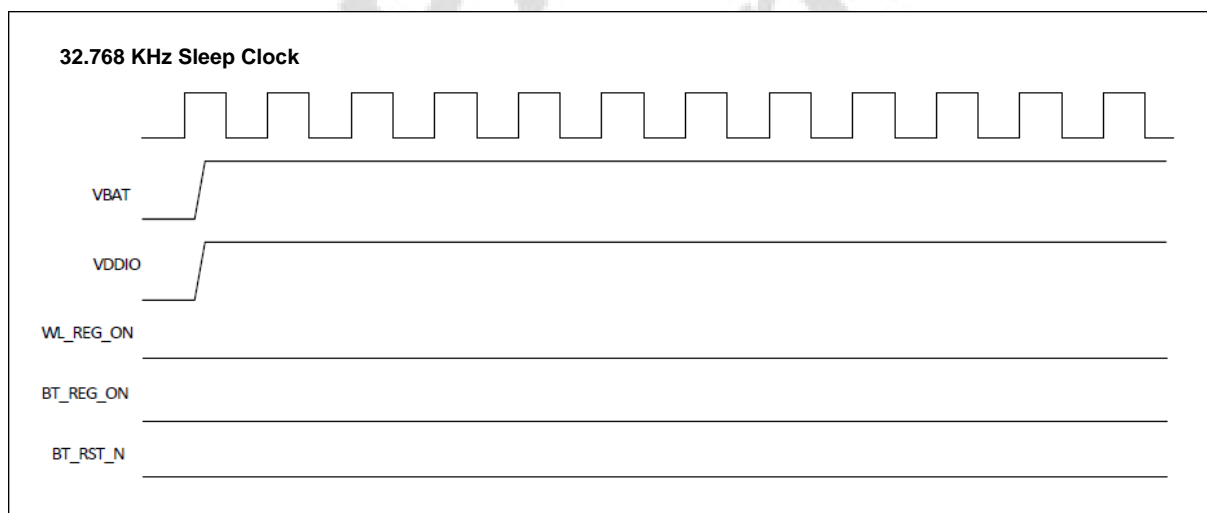 32.768 KHz Sleep Clock
VBAT
VDDIO
WL_REG_ON
BT_REG_ON
BT_RST_N